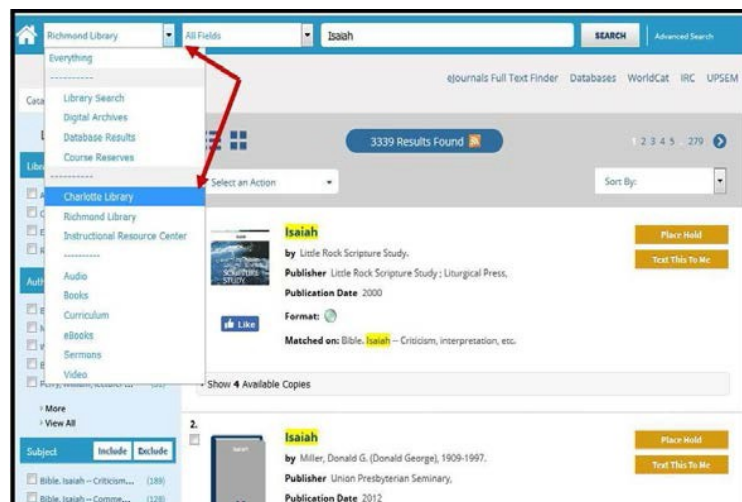 Richmond Library All Fields Isaiah SEARCH Advanced Search
Everything
----------
Library Search
Digital Archives
Database Results
Course Reserves
----------
Charlotte Library
Richmond Library
Instructional Resource Center
----------
Audio
Books
Curriculum
eBooks
Sermons
Video
eJournals Full Text Finder Databases WorldCat IRC UPSEM
3339 Results Found
1 2 3 4 5 .. 279
Select an Action
Sort By:
Isaiah
by Little Rock Scripture Study.
Publisher Little Rock Scripture Study ; Liturgical Press,
Publication Date 2000
Format:
Matched on: Bible. Isaiah -- Criticism, interpretation, etc.
Place Hold
Text This To Me
SCRIPTURE
STUDY
Like
Show 4 Available Copies
More
View All
Subject Include Exclude
Bible. Isaiah -- Criticism... (189)
Bible. Isaiah -- Comme... (128)
2.
Isaiah
by Miller, Donald G. (Donald George), 1909-1997.
Publisher Union Presbyterian Seminary,
Publication Date 2012
Place Hold
Text This To Me